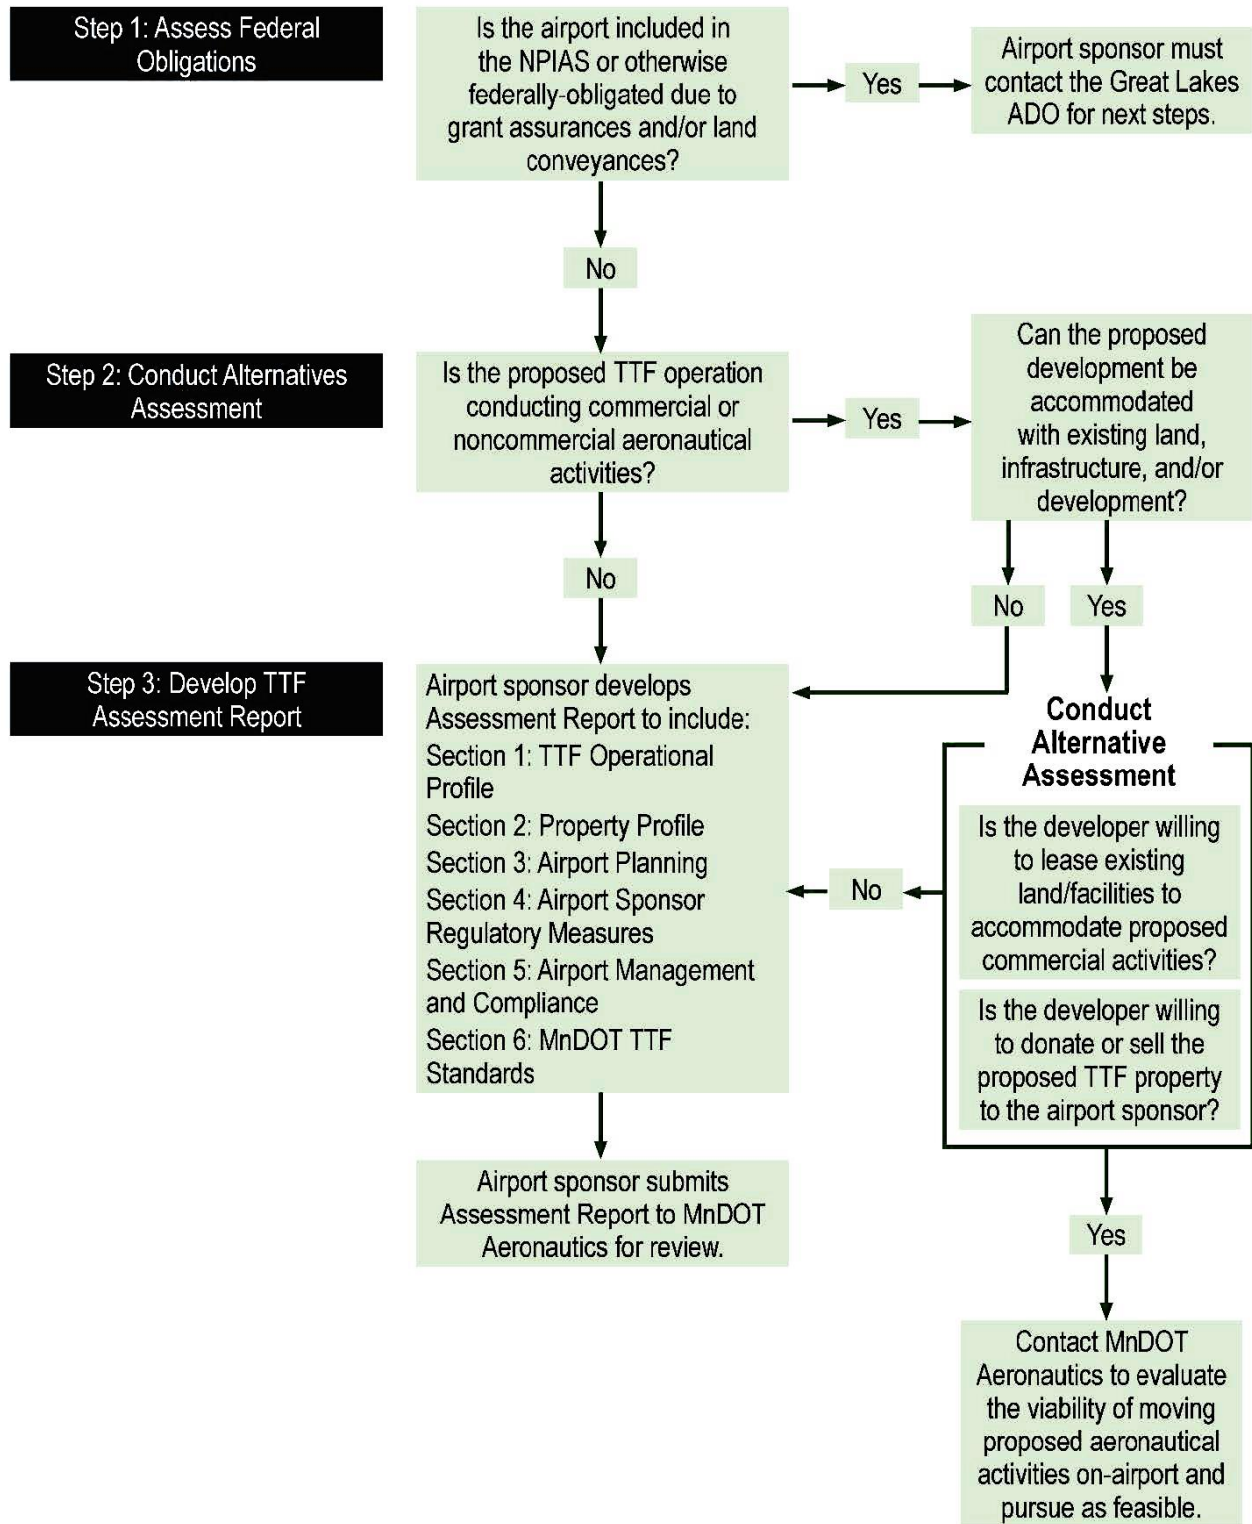 Step 1: Assess Federal
Obligations
Is the airport included in
the NPIAS or otherwise
federally-obligated due to
grant assurances and/or land
conveyances?
Yes
Airport sponsor must
contact the Great Lakes
ADO for next steps.
No
Step 2: Conduct Alternatives
Assessment
Is the proposed TTF operation
conducting commercial or
noncommercial aeronautical
activities?
Yes
Can the proposed
development be
accommodated
with existing land,
infrastructure, and/or
development?
No
No
Yes
Step 3: Develop TTF
Assessment Report
Airport sponsor develops
Assessment Report to include:
Section 1: TTF Operational
Profile
Section 2: Property Profile
Section 3: Airport Planning
Section 4: Airport Sponsor
Regulatory Measures
Section 5: Airport Management
and Compliance
Section 6: MnDOT TTF
Standards
No
Conduct
Alternative
Assessment
Is the developer willing
to lease existing
land/facilities to
accommodate proposed
commercial activities?
Is the developer willing
to donate or sell the
proposed TTF property
to the airport sponsor?
Airport sponsor submits
Assessment Report to MnDOT
Aeronautics for review.
Yes
Contact MnDOT
Aeronautics to evaluate
the viability of moving
proposed aeronautical
activities on-airport and
pursue as feasible.